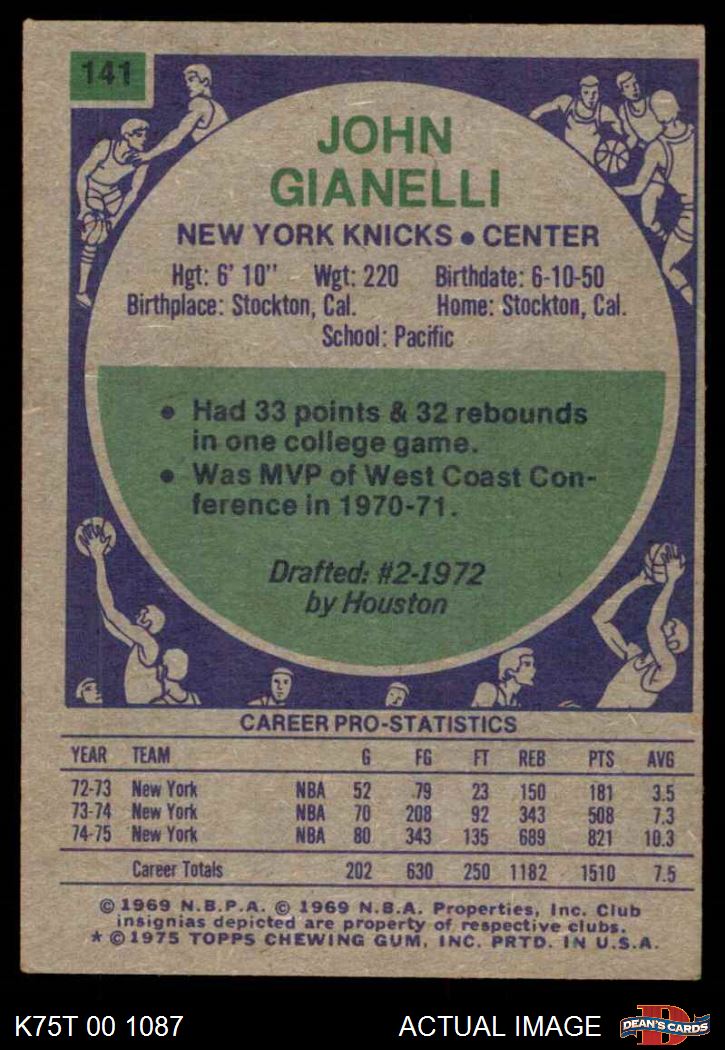 141
JOHN
GIANELLI
NEW YORK KNICKS • CENTER
Hgt: 6' 10" Wgt: 220 Birthdate: 6-10-50
Birthplace: Stockton, Cal. Home: Stockton, Cal.
School: Pacific
• Had 33 points & 32 rebounds
in one college game.
• Was MVP of West Coast Con-
ference in 1970-71.
Drafted: #2-1972
by Houston
CAREER PRO-STATISTICS
YEAR TEAM G FG FT REB PTS AVG
72-73 New York NBA 52 79 23 150 181 3.5
73-74 New York NBA 70 208 92 343 508 7.3
74-75 New York NBA 80 343 135 689 821 10.3
Career Totals 202 630 250 1182 1510 7.5
© 1969 N.B.P.A. © 1969 N.B.A. Properties, Inc. Club
insignias depicted are property of respective clubs.
* © 1975 TOPPS CHEWING GUM, INC. PRTD. IN U.S.A.
K75T 00 1087 ACTUAL IMAGE D DEAN'S CARDS